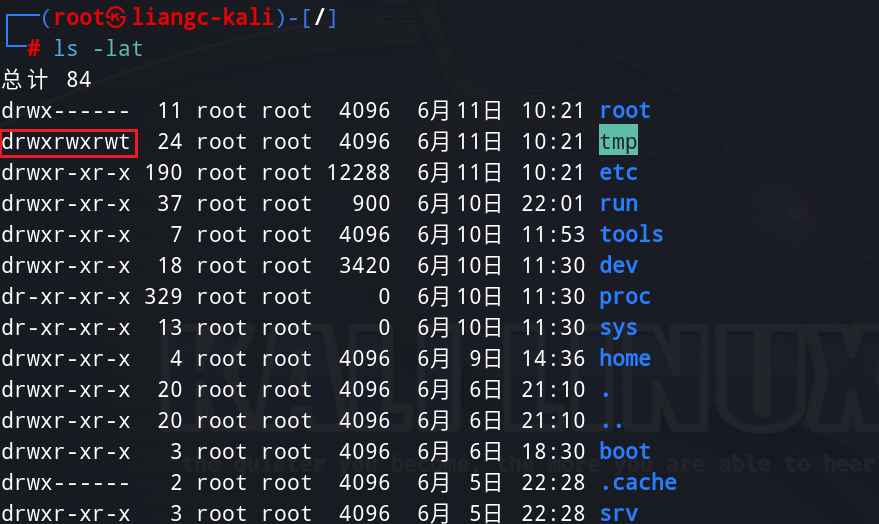 ┌──(root㉿liangc-kali)-[/]
└─# ls -lat
总计 84
drwx------  11 root root  4096  6月11日 10:21 root
drwxrwxrwt  24 root root  4096  6月11日 10:21 tmp
drwxr-xr-x 190 root root 12288  6月11日 10:21 etc
drwxr-xr-x  37 root root   900  6月10日 22:01 run
drwxr-xr-x   7 root root  4096  6月10日 11:53 tools
drwxr-xr-x  18 root root  3420  6月10日 11:30 dev
dr-xr-xr-x 329 root root     0  6月10日 11:30 proc
dr-xr-xr-x  13 root root     0  6月10日 11:30 sys
drwxr-xr-x   4 root root  4096  6月 9日 14:36 home
drwxr-xr-x  20 root root  4096  6月 6日 21:10 .
drwxr-xr-x  20 root root  4096  6月 6日 21:10 ..
drwxr-xr-x   3 root root  4096  6月 6日 18:30 boot
drwx------   2 root root  4096  6月 5日 22:28 .cache
drwxr-xr-x   3 root root  4096  6月 5日 22:28 srv
KALI LINUX
the quieter you become, the more you are able to hear